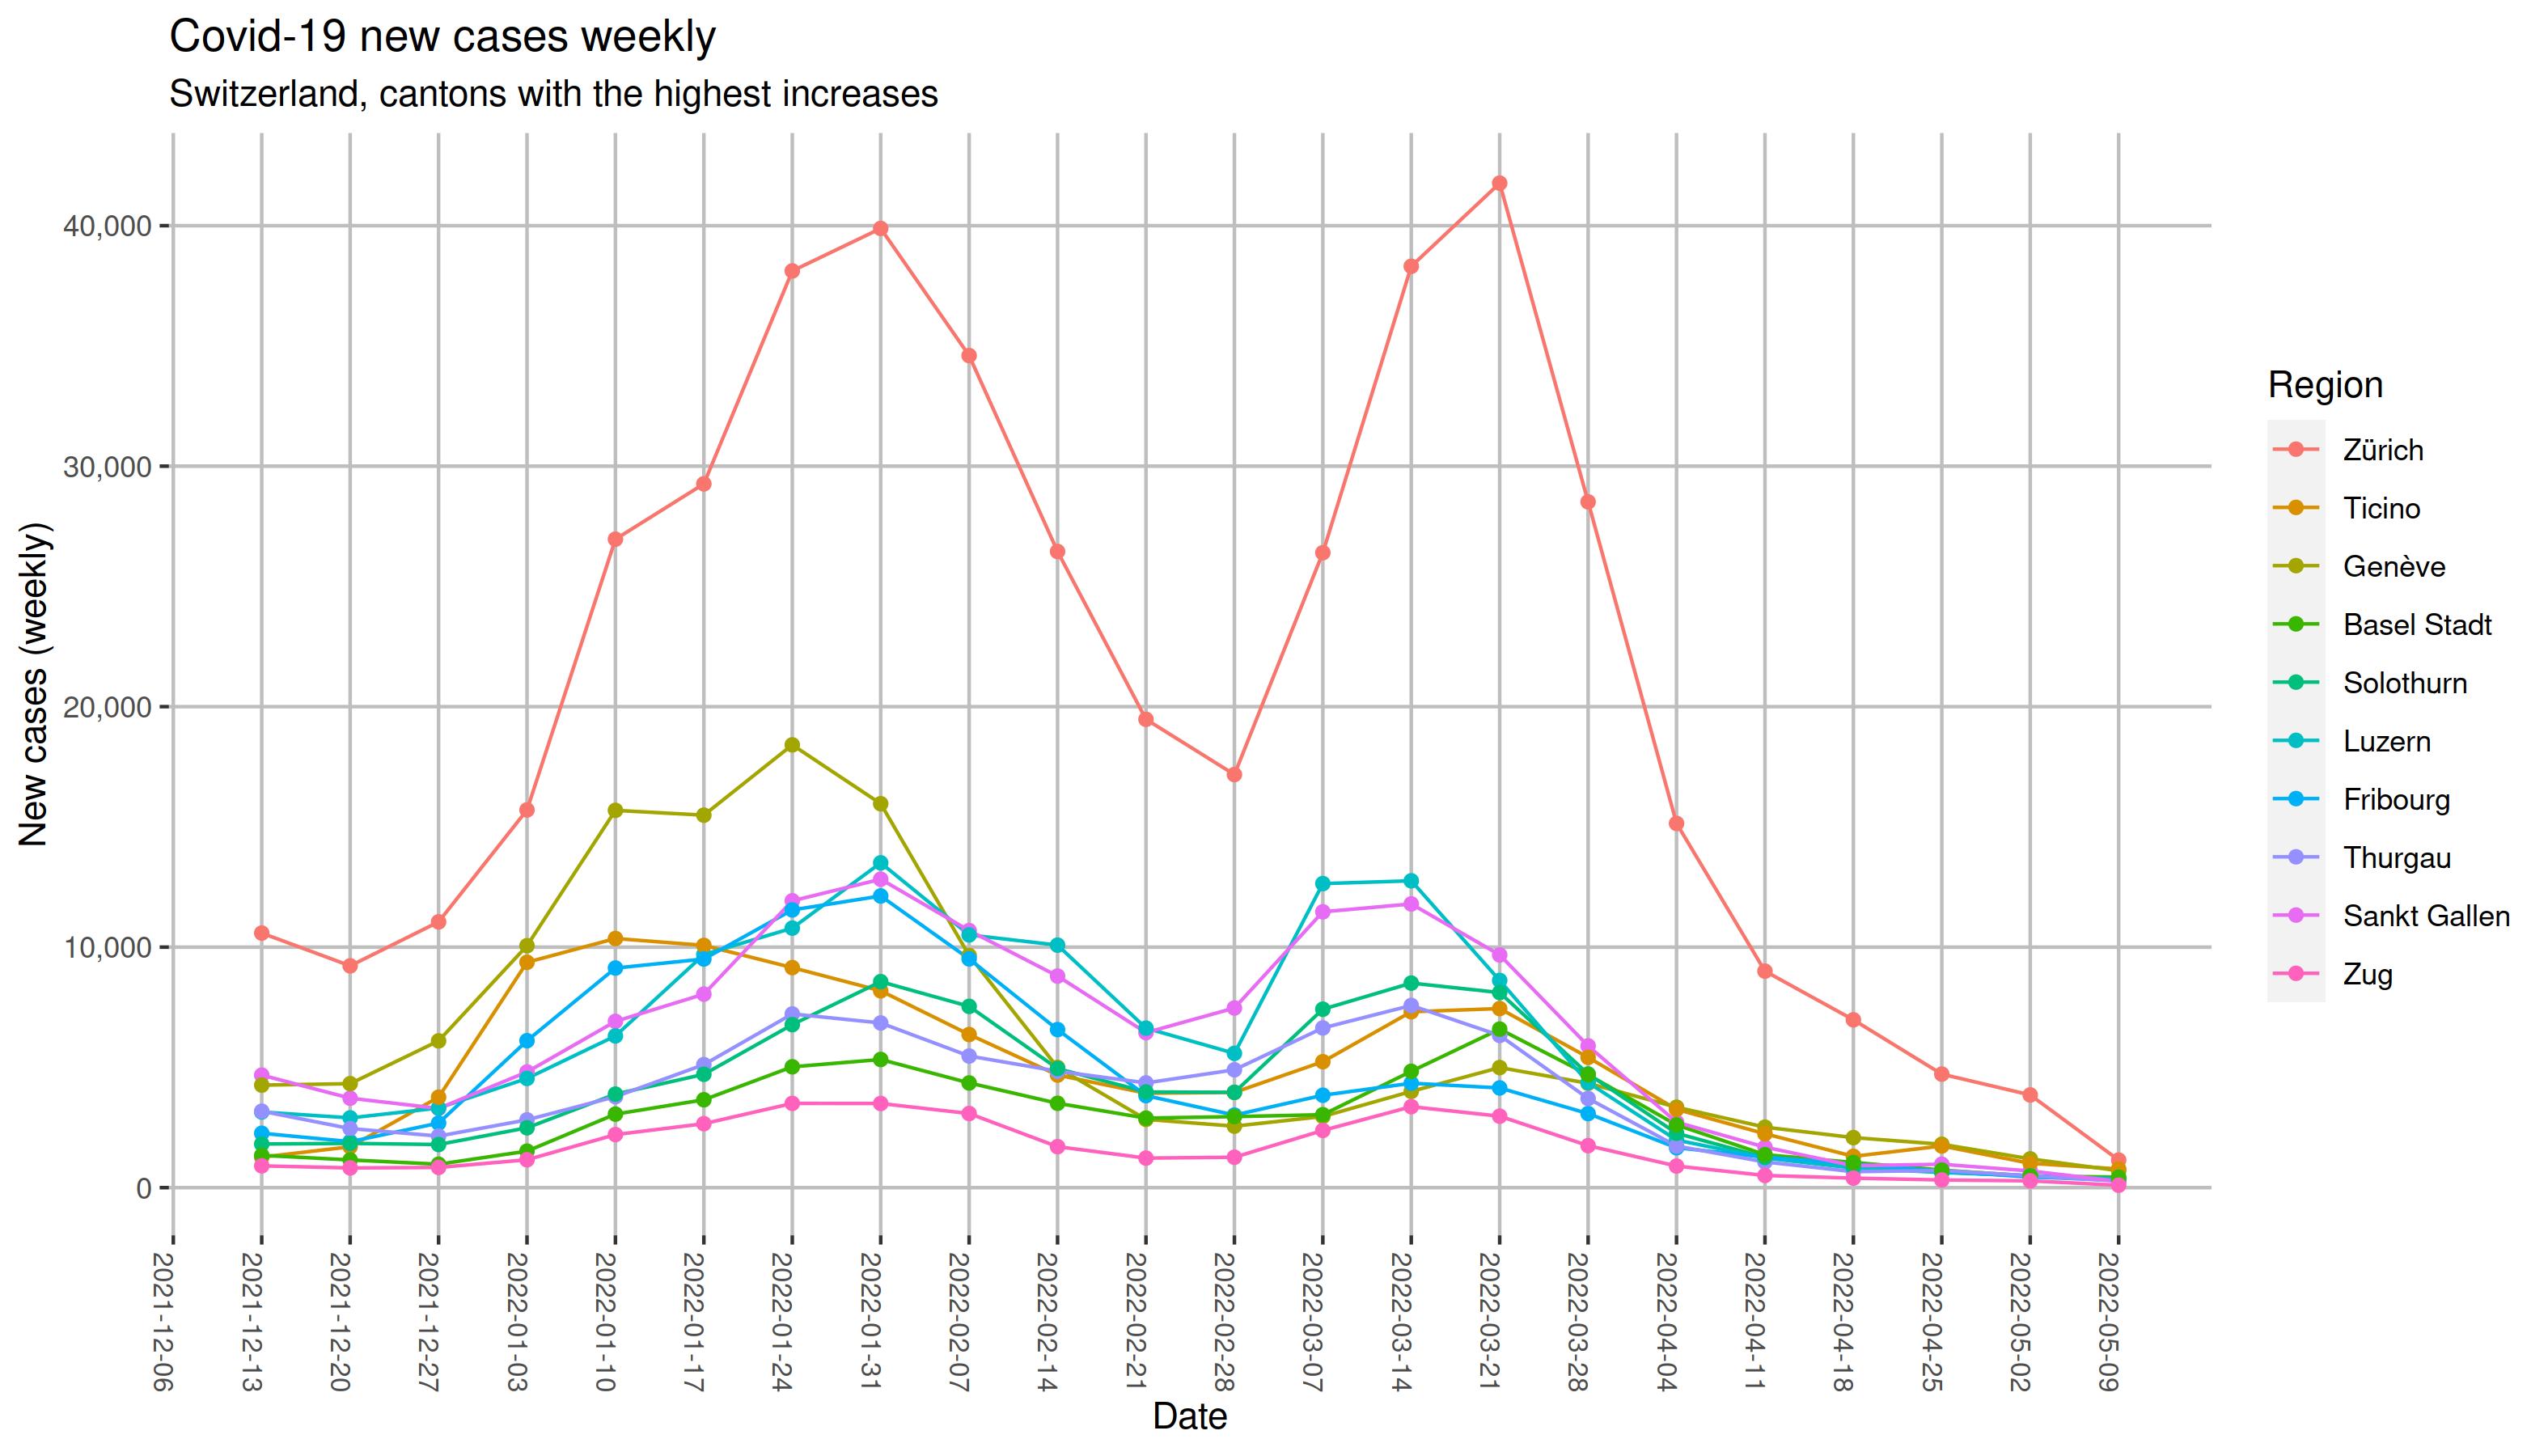 Covid-19 new cases weekly
Switzerland, cantons with the highest increases
New cases (weekly)
40,000
30,000
20,000
10,000
0
2021-12-06
2021-12-13
2021-12-20
2021-12-27
2022-01-03
2022-01-10
2022-01-17
2022-01-24
2022-01-31
2022-02-07
2022-02-14
2022-02-21
2022-02-28
2022-03-07
2022-03-14
2022-03-21
2022-03-28
2022-04-04
2022-04-11
2022-04-18
2022-04-25
2022-05-02
2022-05-09
Date
Region
Zürich
Ticino
Genève
Basel Stadt
Solothurn
Luzern
Fribourg
Thurgau
Sankt Gallen
Zug